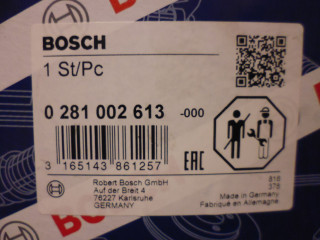 BOSCH
1 St/Pc
0 281 002 613 -000
3 165143 861257
EAC
Robert Bosch GmbH
Auf der Breit 4
76227 Karlsruhe
GERMANY
816
376
Made in Germany
Fabriqué en Allemagne